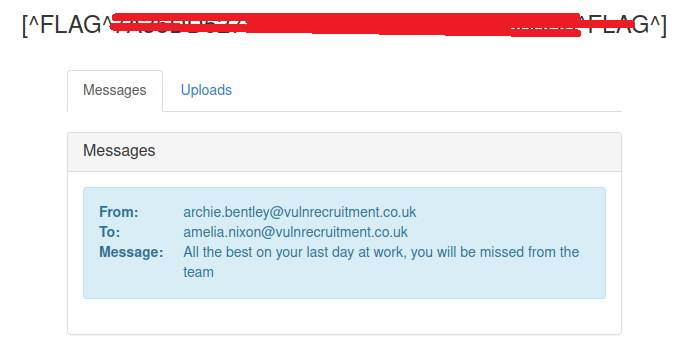 [^FLAG^ ^FLAG^]
Messages Uploads
Messages
From: archie.bentley@vulnrecruitment.co.uk
To: amelia.nixon@vulnrecruitment.co.uk
Message: All the best on your last day at work, you will be missed from the
team